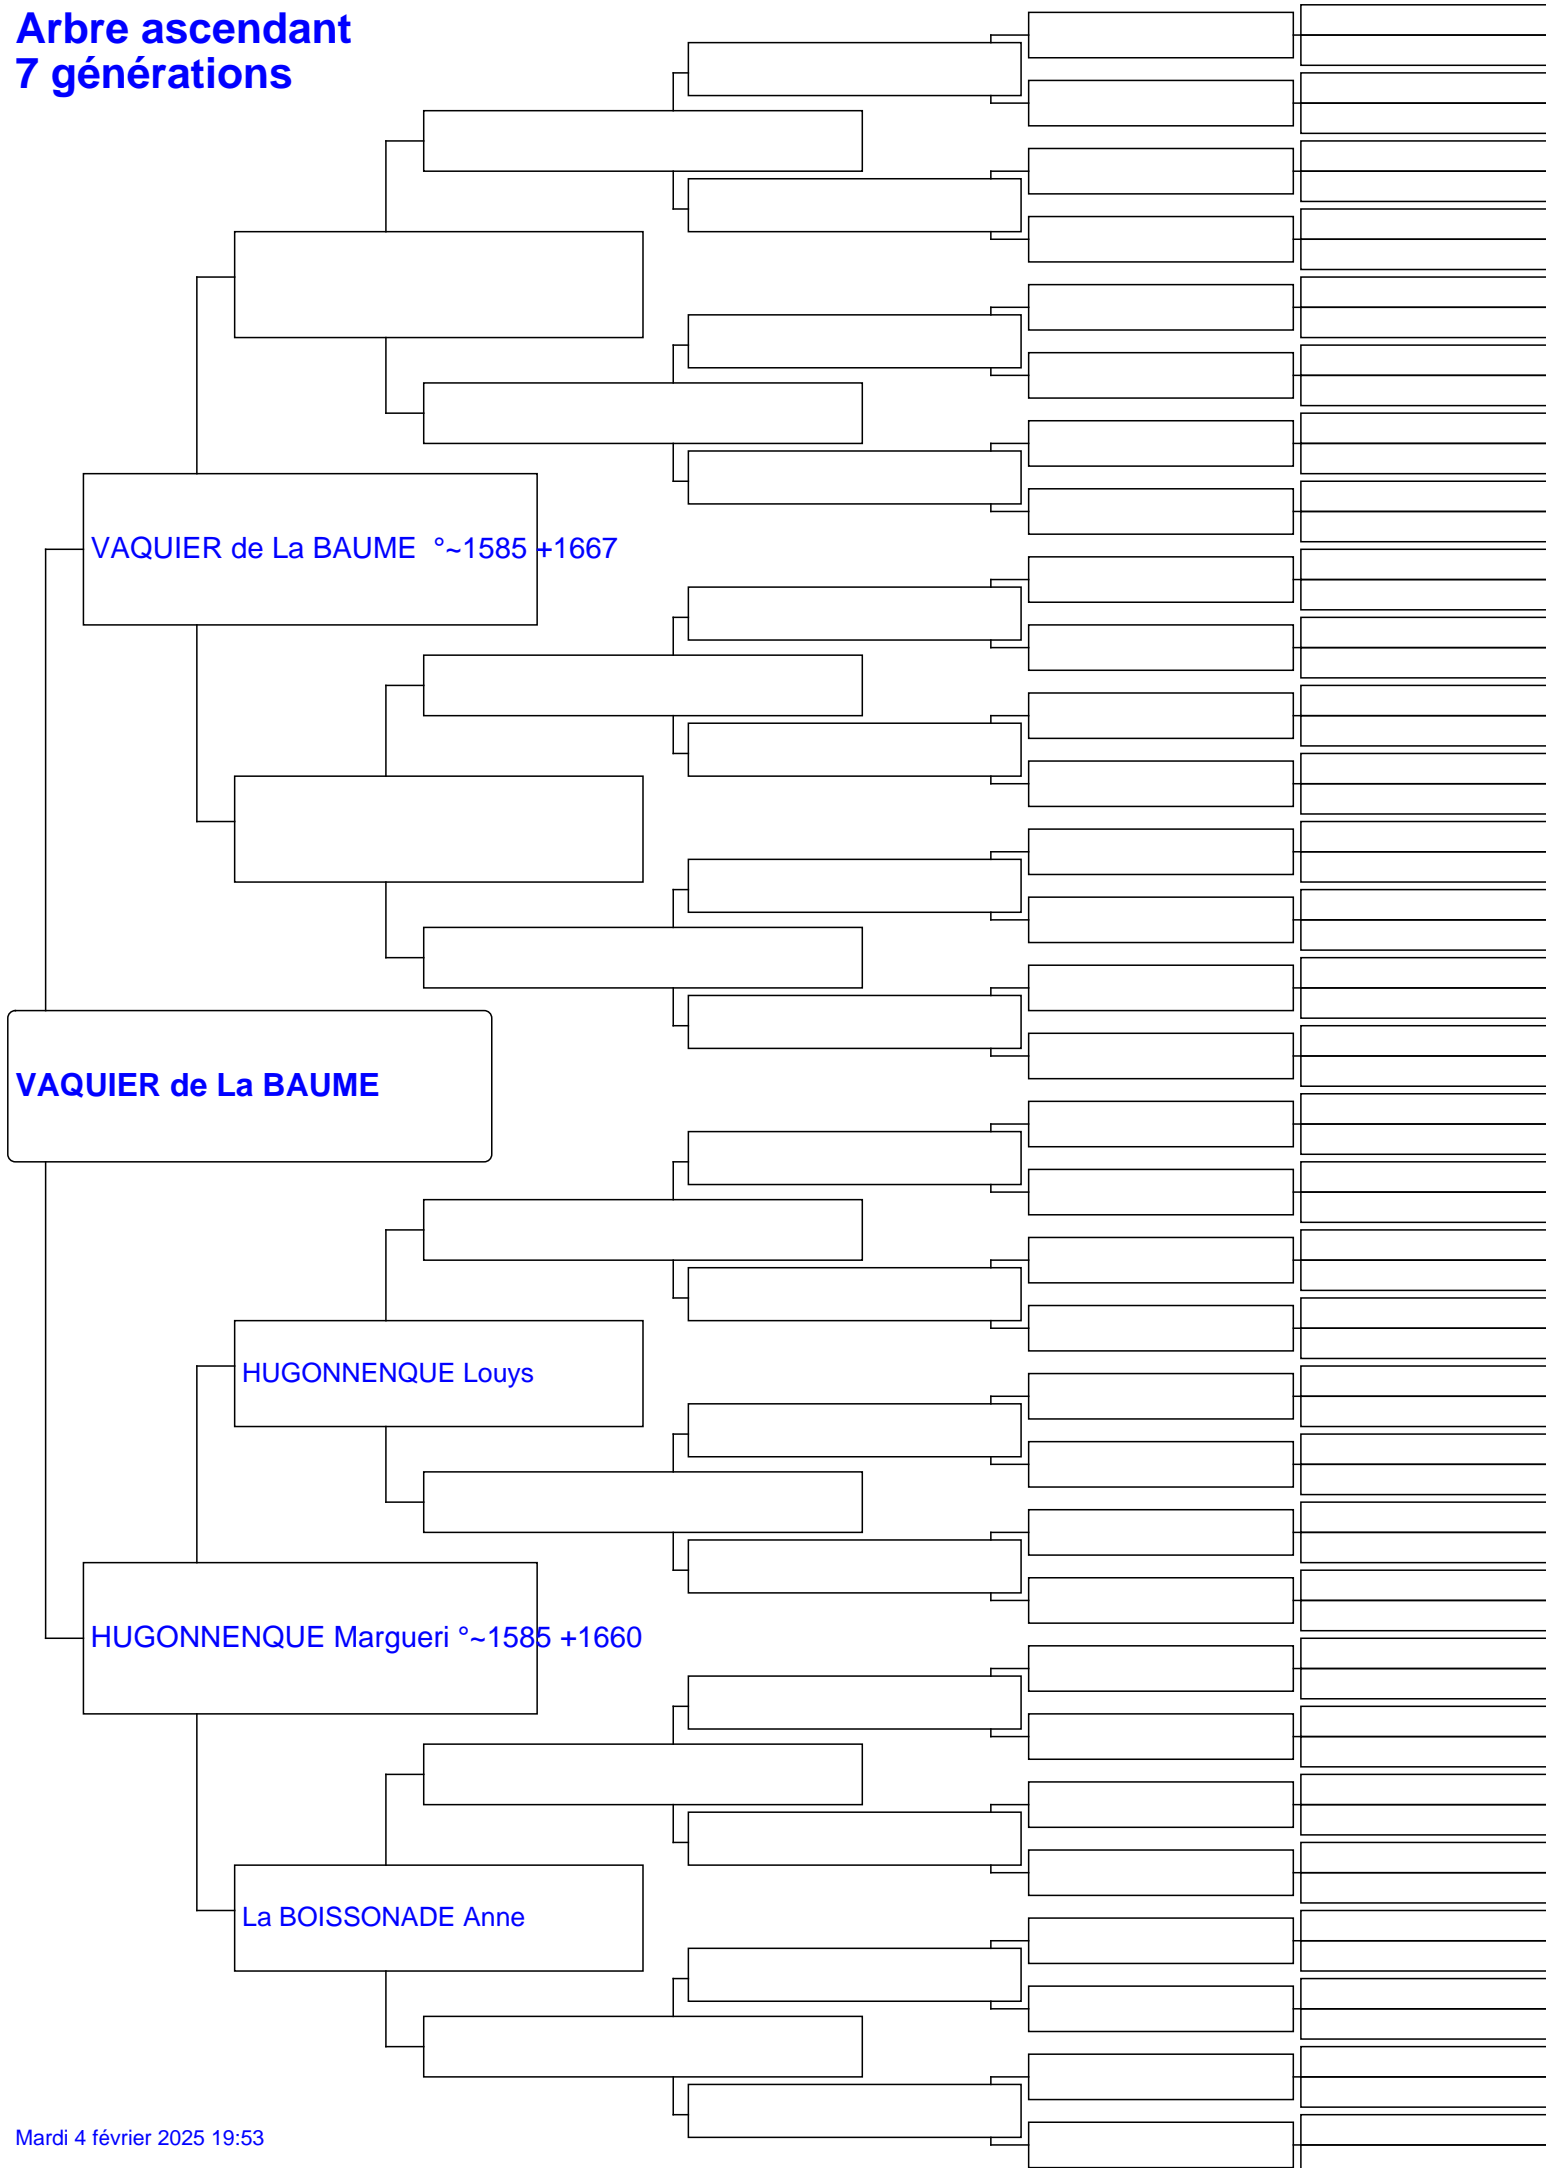 Arbre ascendant
7 générations
VAQUIER de La BAUME  °~1585 +1667
VAQUIER de La BAUME
HUGONNENQUE Louys
HUGONNENQUE Margueri °~1585 +1660
La BOISSONADE Anne
Mardi 4 février 2025 19:53